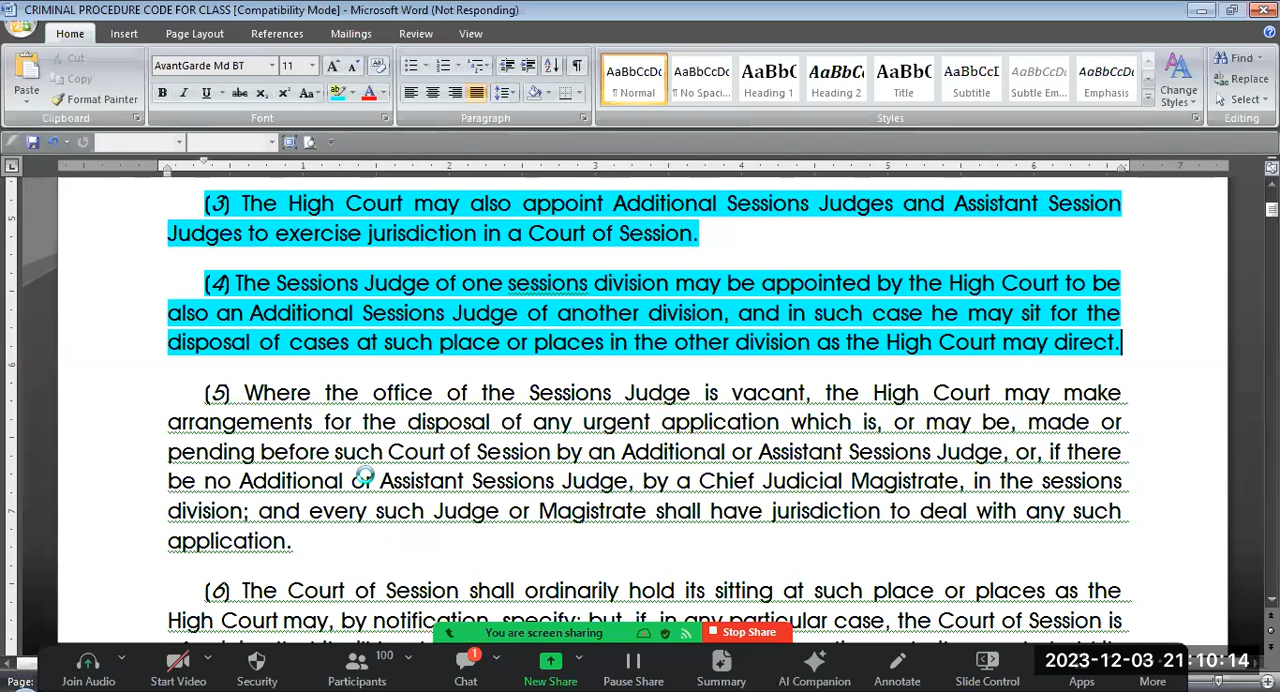 CRIMINAL PROCEDURE CODE FOR CLASS [Compatibility Mode] - Microsoft Word (Not Responding)
Home Insert Page Layout References Mailings Review View
Paste
Cut
Copy
Format Painter
Clipboard
AvantGarde Md BT 11
Font
Paragraph
AaBbCcDc AaBbCcDc AaBbC AaBbCc AaBbC AaBbCcI AaBbCcDc AaBbCcDc
¶ Normal ¶ No Spaci... Heading 1 Heading 2 Title Subtitle Subtle Em... Emphasis
Styles
Change Styles
Find
Replace
Select
Editing
(3) The High Court may also appoint Additional Sessions Judges and Assistant Session
Judges to exercise jurisdiction in a Court of Session.
(4) The Sessions Judge of one sessions division may be appointed by the High Court to be
also an Additional Sessions Judge of another division, and in such case he may sit for the
disposal of cases at such place or places in the other division as the High Court may direct.
(5) Where the office of the Sessions Judge is vacant, the High Court may make
arrangements for the disposal of any urgent application which is, or may be, made or
pending before such Court of Session by an Additional or Assistant Sessions Judge, or, if there
be no Additional or Assistant Sessions Judge, by a Chief Judicial Magistrate, in the sessions
division; and every such Judge or Magistrate shall have jurisdiction to deal with any such
application.
(6) The Court of Session shall ordinarily hold its sitting at such place or places as the
High Court may, by notification, specify; but, if, in any particular case, the Court of Session is
You are screen sharing Stop Share
Join Audio Start Video Security Participants 100 Chat 1 New Share Pause Share Summary AI Companion Annotate Slide Control Apps More
2023-12-03 21:10:14
Page: